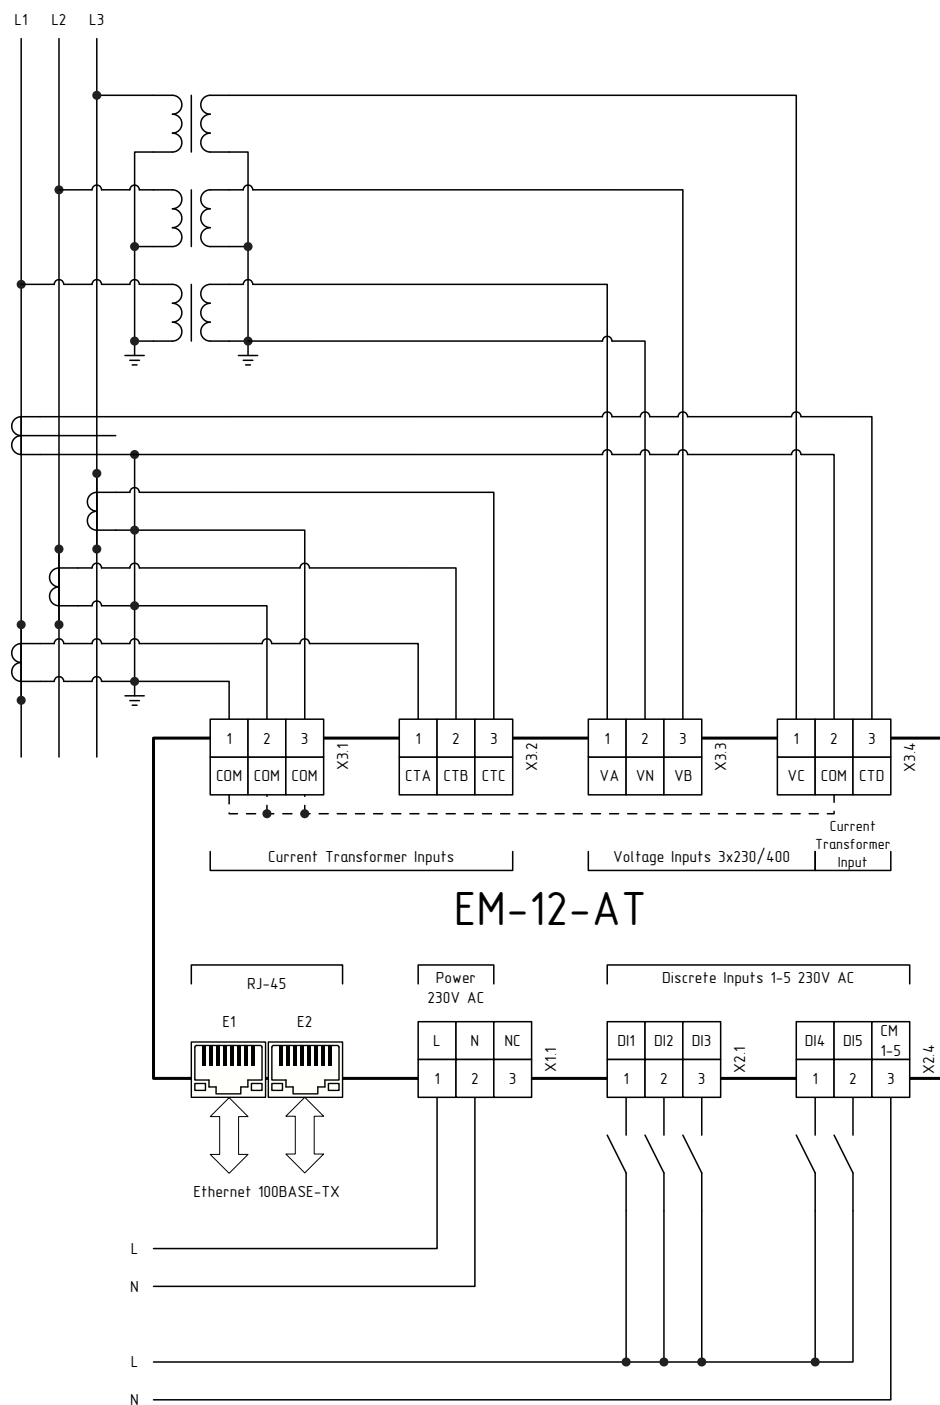 L1 L2 L3
1 2 3 X3.1 1 2 3 X3.2 1 2 3 X3.3 1 2 3 X3.4
COM COM COM CTA CTB CTC VA VN VB VC COM CTD
Current Transformer Inputs
Voltage Inputs 3x230/400
Current
Transformer
Input
EM-12-AT
RJ-45
E1 E2
Power
230V AC
Discrete Inputs 1-5 230V AC
L N NC DI1 DI2 DI3 DI4 DI5 CM
1-5
1 2 3 X1.1 1 2 3 X2.1 1 2 3 X2.4
Ethernet 100BASE-TX
L
N
L
N